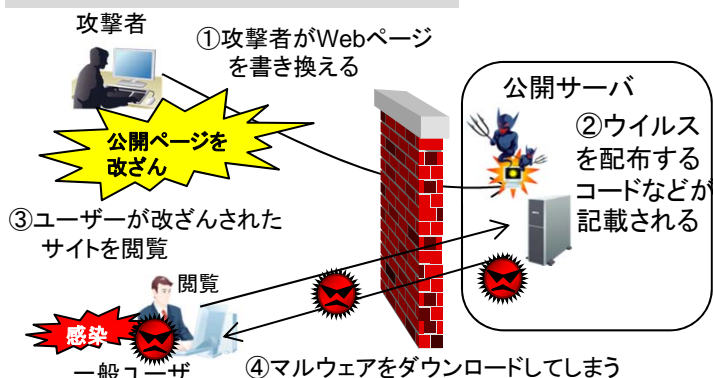 攻撃者
①攻撃者がWebページ
を書き換える
公開サーバ
公開ページを
改ざん
②ウイルス
を配布する
コードなどが
記載される
③ユーザーが改ざんされた
サイトを閲覧
閲覧
感染
一般ユーザ
④マルウェアをダウンロードしてしまう